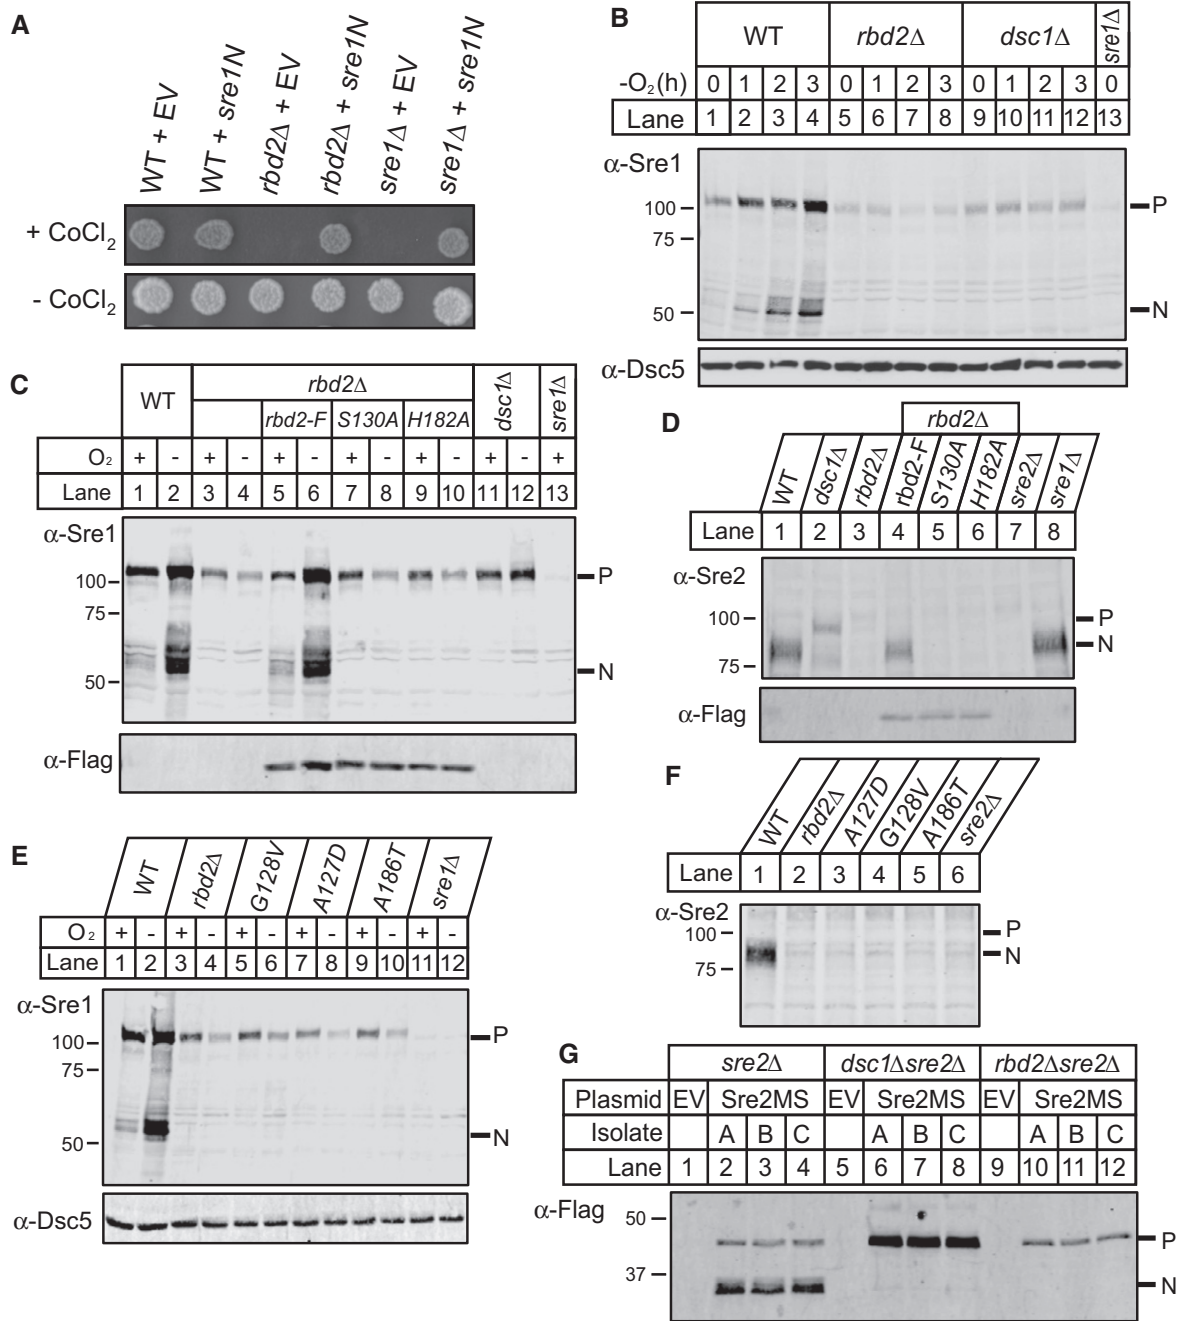 A
WT + EV
WT + sre1N
rbd2Δ + EV
rbd2Δ + sre1N
sre1Δ + EV
sre1Δ + sre1N
+ CoCl2
- CoCl2
B
WT rbd2Δ dsc1Δ sre1Δ
-O2(h) 0 1 2 3 0 1 2 3 0 1 2 3 0
Lane 1 2 3 4 5 6 7 8 9 10 11 12 13
α-Sre1
100
75
50
P
N
α-Dsc5
C
WT rbd2Δ dsc1Δ sre1Δ
rbd2-F S130A H182A
O2 + - + - + - + - + - + - +
Lane 1 2 3 4 5 6 7 8 9 10 11 12 13
α-Sre1
100
75
50
P
N
α-Flag
D
rbd2Δ
WT dsc1Δ rbd2Δ rbd2-F S130A H182A sre2Δ sre1Δ
Lane 1 2 3 4 5 6 7 8
α-Sre2
100
75
P
N
α-Flag
E
WT rbd2Δ G128V A127D A186T sre1Δ
O2 + - + - + - + - + - + -
Lane 1 2 3 4 5 6 7 8 9 10 11 12
α-Sre1
100
75
50
P
N
α-Dsc5
F
WT rbd2Δ A127D G128V A186T sre2Δ
Lane 1 2 3 4 5 6
α-Sre2
100
75
P
N
G
sre2Δ dsc1Δsre2Δ rbd2Δsre2Δ
Plasmid EV Sre2MS EV Sre2MS EV Sre2MS
Isolate A B C A B C A B C
Lane 1 2 3 4 5 6 7 8 9 10 11 12
α-Flag
50
37
P
N